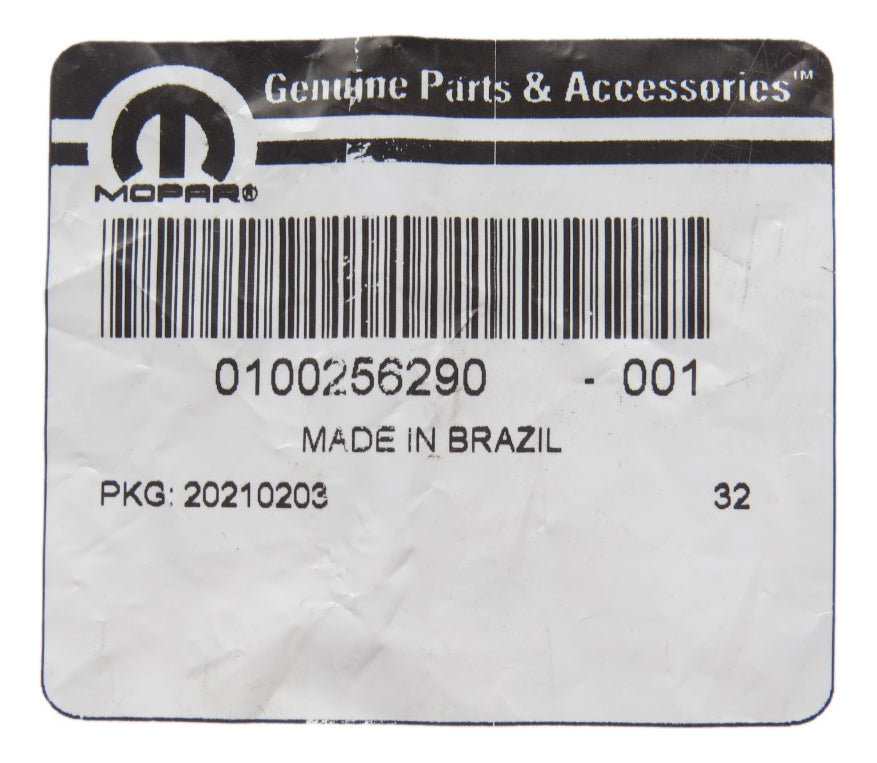 Genuine Parts & Accessories™
MOPAR®
0100256290 - 001
MADE IN BRAZIL
PKG: 20210203 32